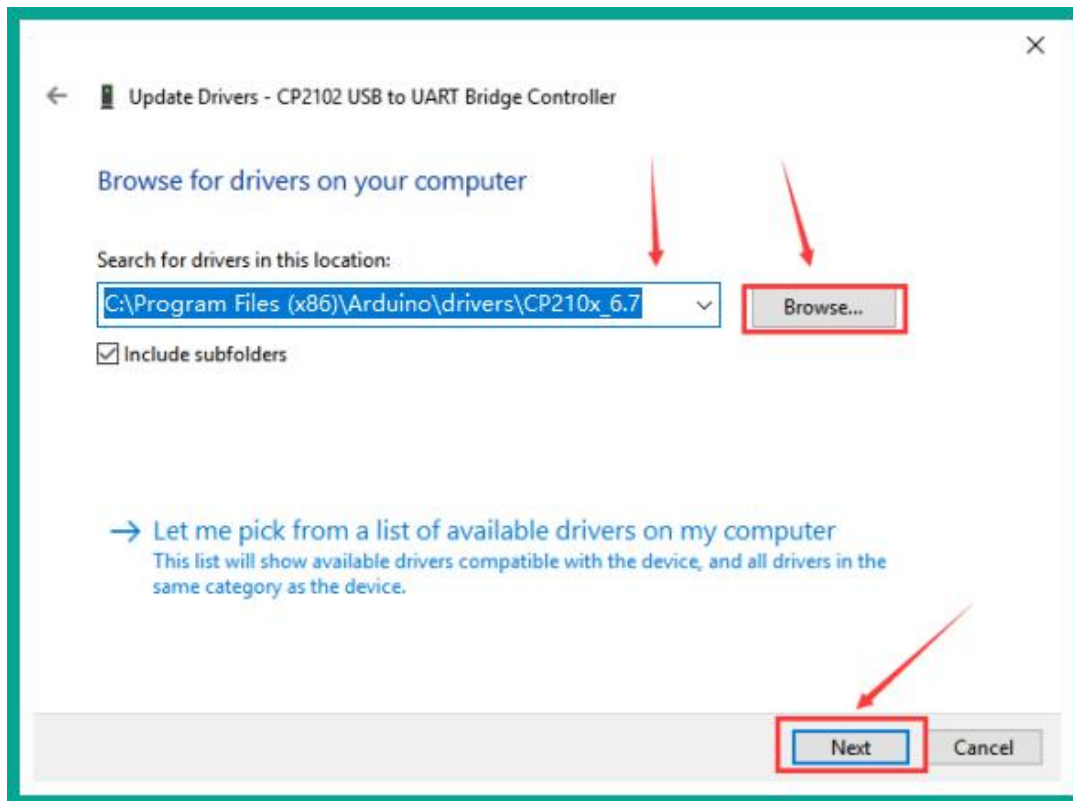 Update Drivers - CP2102 USB to UART Bridge Controller
Browse for drivers on your computer
Search for drivers in this location:
C:\Program Files (x86)\Arduino\drivers\CP210x_6.7
Browse...
Include subfolders
Let me pick from a list of available drivers on my computer
This list will show available drivers compatible with the device, and all drivers in the
same category as the device.
Next
Cancel